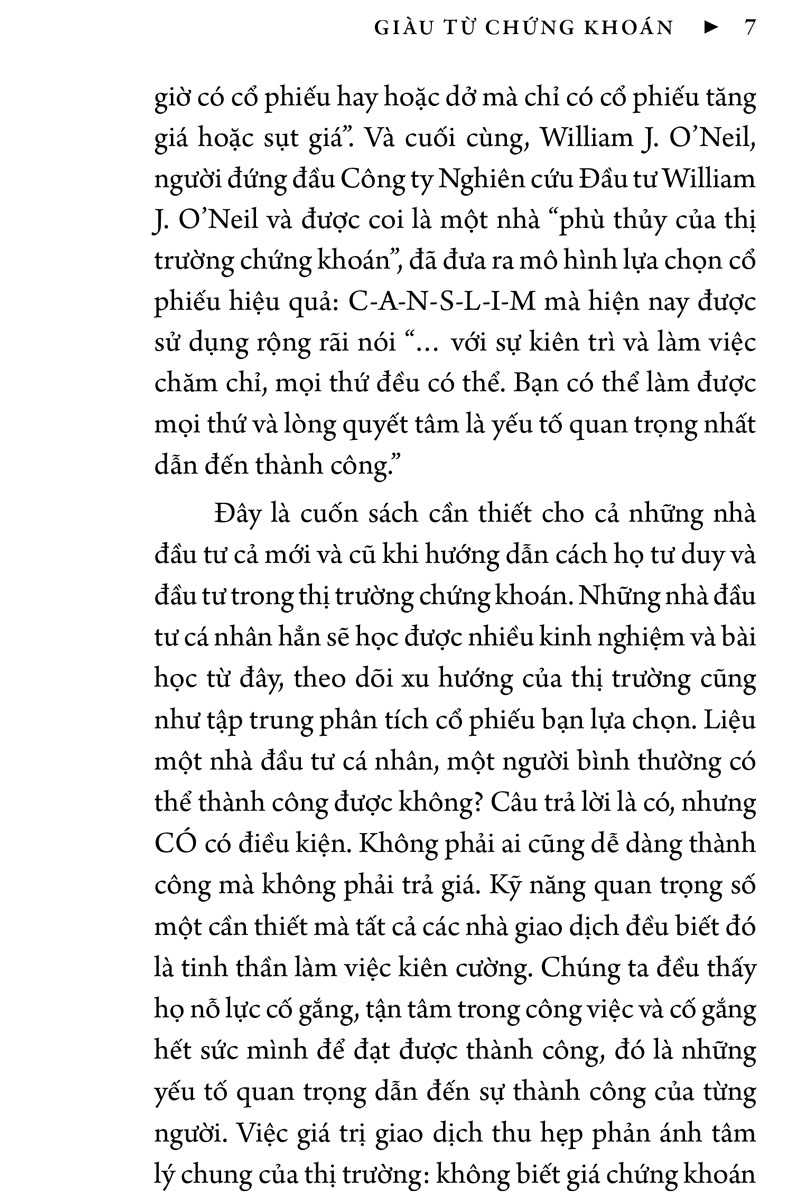 GIÀU TỪ CHỨNG KHOÁN ► 7
giờ có cổ phiếu hay hoặc dở mà chỉ có cổ phiếu tăng
giá hoặc sụt giá”. Và cuối cùng, William J. O’Neil,
người đứng đầu Công ty Nghiên cứu Đầu tư William
J. O’Neil và được coi là một nhà “phù thủy của thị
trường chứng khoán”, đã đưa ra mô hình lựa chọn cổ
phiếu hiệu quả: C-A-N-S-L-I-M mà hiện nay được
sử dụng rộng rãi nói “… với sự kiên trì và làm việc
chăm chỉ, mọi thứ đều có thể. Bạn có thể làm được
mọi thứ và lòng quyết tâm là yếu tố quan trọng nhất
dẫn đến thành công.”
Đây là cuốn sách cần thiết cho cả những nhà
đầu tư cả mới và cũ khi hướng dẫn cách họ tư duy và
đầu tư trong thị trường chứng khoán. Những nhà đầu
tư cá nhân hẳn sẽ học được nhiều kinh nghiệm và bài
học từ đây, theo dõi xu hướng của thị trường cũng
như tập trung phân tích cổ phiếu bạn lựa chọn. Liệu
một nhà đầu tư cá nhân, một người bình thường có
thể thành công được không? Câu trả lời là có, nhưng
CÓ có điều kiện. Không phải ai cũng dễ dàng thành
công mà không phải trả giá. Kỹ năng quan trọng số
một cần thiết mà tất cả các nhà giao dịch đều biết đó
là tinh thần làm việc kiên cường. Chúng ta đều thấy
họ nỗ lực cố gắng, tận tâm trong công việc và cố gắng
hết sức mình để đạt được thành công, đó là những
yếu tố quan trọng dẫn đến sự thành công của từng
người. Việc giá trị giao dịch thu hẹp phản ánh tâm
lý chung của thị trường: không biết giá chứng khoán